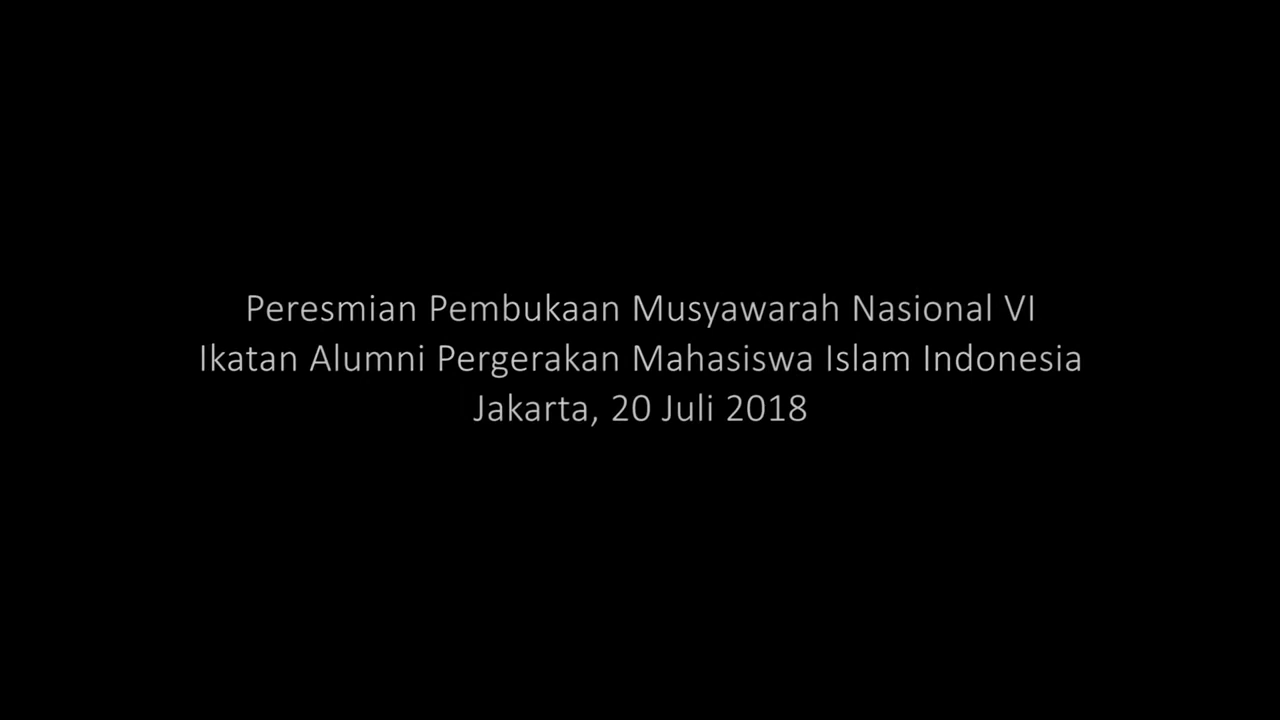 Peresmian Pembukaan Musyawarah Nasional VI
Ikatan Alumni Pergerakan Mahasiswa Islam Indonesia
Jakarta, 20 Juli 2018